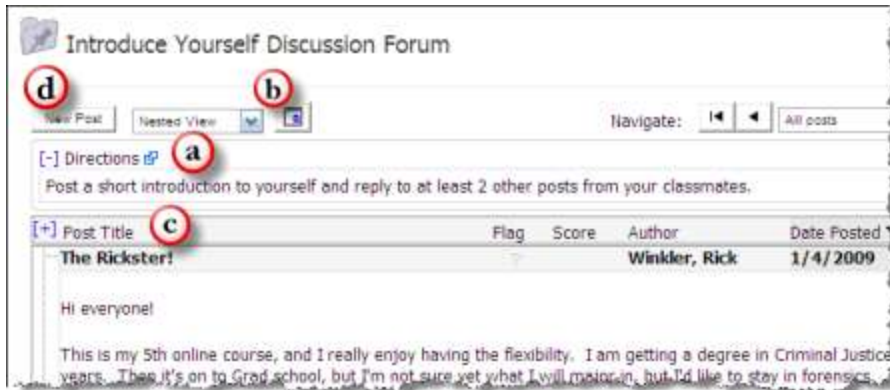 Introduce Yourself Discussion Forum
d b
New Post Nested View Navigate: All posts
[-] Directions a
Post a short introduction to yourself and reply to at least 2 other posts from your classmates.
[+] Post Title c Flag Score Author Date Posted
The Rickster! Winkler, Rick 1/4/2009
Hi everyone!
This is my 5th online course, and I really enjoy having the flexibility. I am getting a degree in Criminal Justice
years. Then it's on to Grad school, but I'm not sure yet what I will major in, but I'd like to stay in forensics.